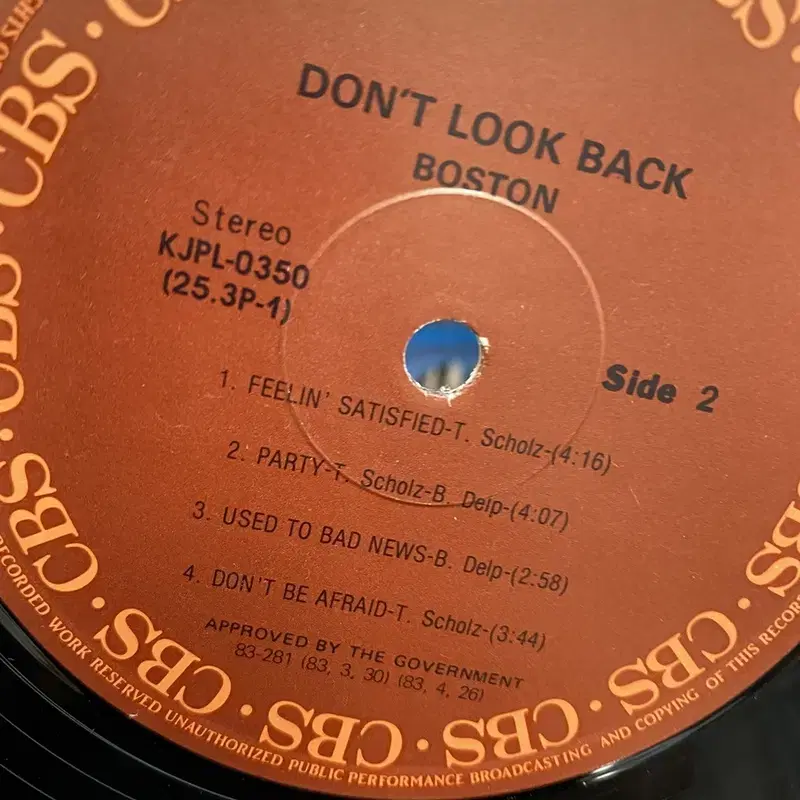 DON'T LOOK BACK
BOSTON
Stereo
KJPL-0350
(25.3P-1)
Side 2
1. FEELIN' SATISFIED-T. Scholz-(4:16)
2. PARTY-T. Scholz-B. Delp-(4:07)
3. USED TO BAD NEWS-B. Delp-(2:58)
4. DON'T BE AFRAID-T. Scholz-(3:44)
APPROVED BY THE GOVERNMENT
83-281 (83, 3, 30) (83, 4, 26)
CBS · CBS · CBS · CBS · CBS · CBS · CBS · CBS · CBS
RECORDED WORK RESERVED UNAUTHORIZED PUBLIC PERFORMANCE BROADCASTING AND COPYING OF THIS RECORD